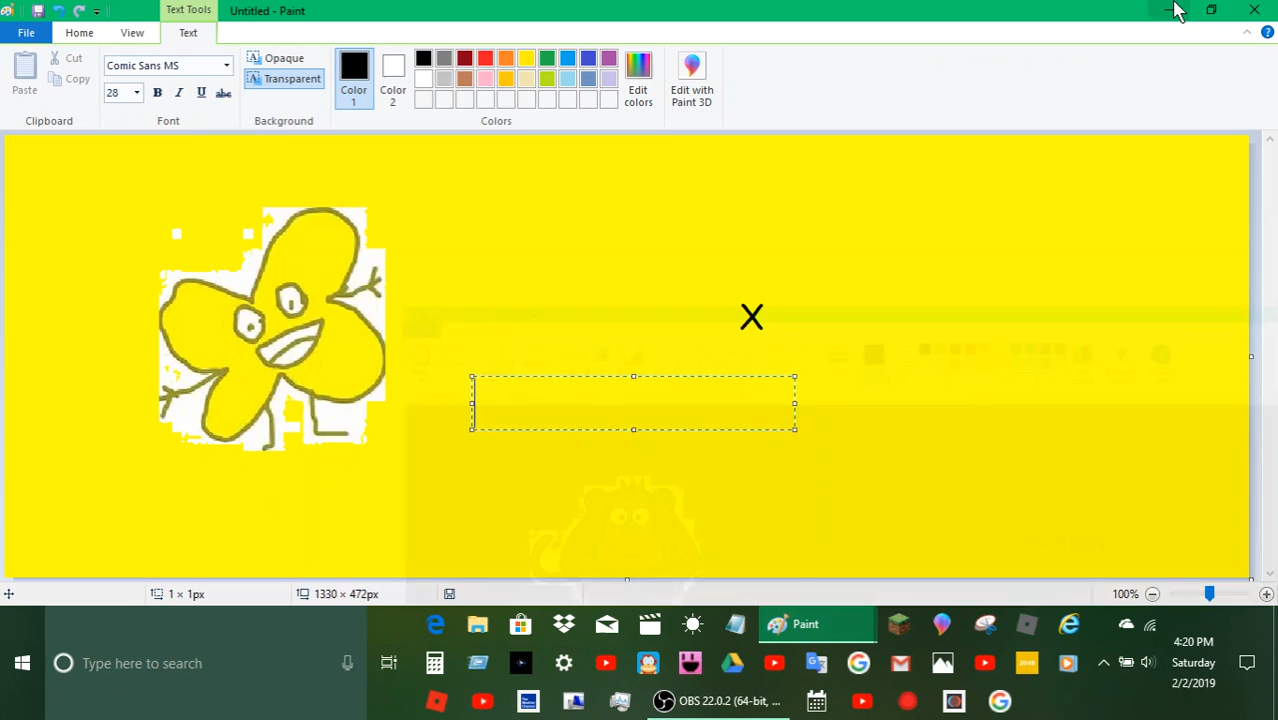 Text Tools
Untitled - Paint
File
Home
View
Text
Paste
Cut
Copy
Clipboard
Comic Sans MS
28
B I U abc
Font
Opaque
Transparent
Background
Color 1
Color 2
Edit colors
Colors
Edit with Paint 3D
X
1 × 1px
1330 × 472px
100%
Paint
Type here to search
2048
OBS 22.0.2 (64-bit, ...
4:20 PM
Saturday
2/2/2019